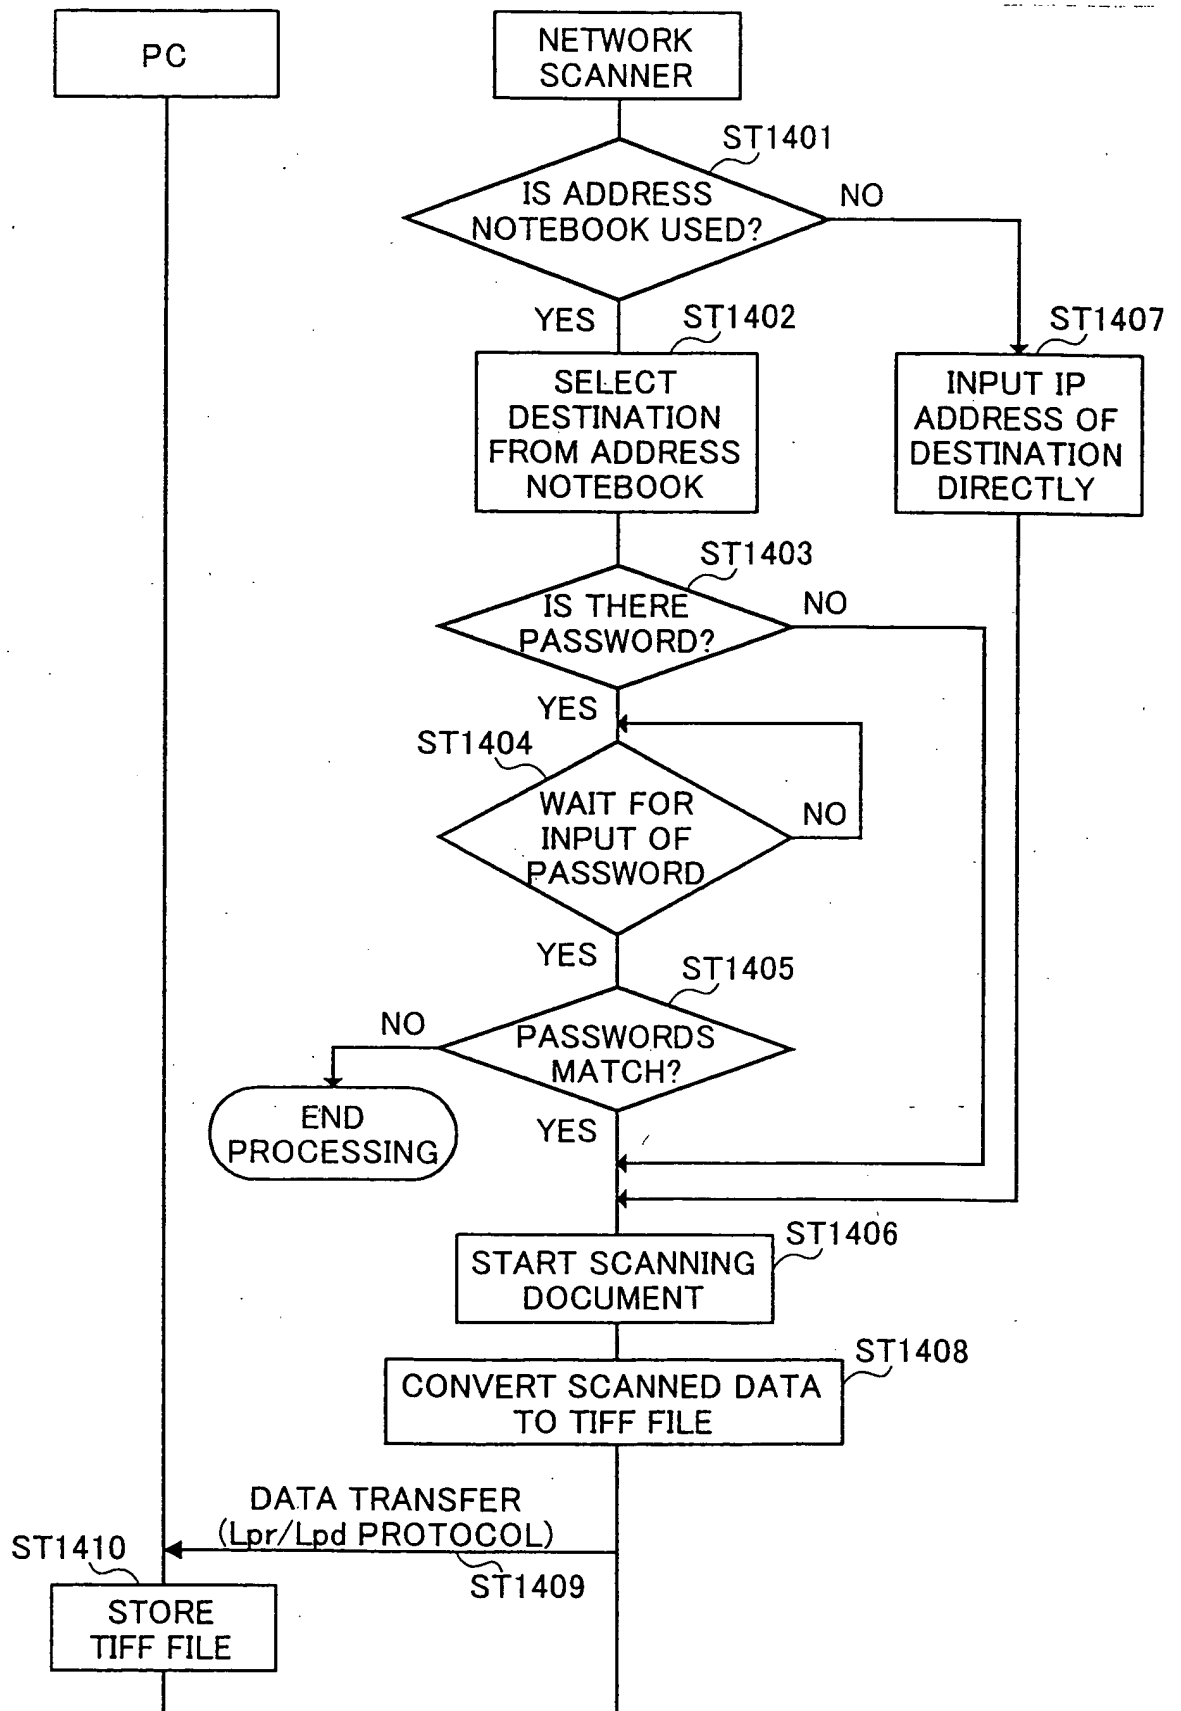 PC
NETWORK
SCANNER
ST1401
IS ADDRESS
NOTEBOOK USED?
NO
YES
ST1402
ST1407
SELECT
DESTINATION
FROM ADDRESS
NOTEBOOK
INPUT IP
ADDRESS OF
DESTINATION
DIRECTLY
ST1403
IS THERE
PASSWORD?
NO
YES
ST1404
WAIT FOR
INPUT OF
PASSWORD
NO
YES
ST1405
PASSWORDS
MATCH?
NO
END
PROCESSING
YES
ST1406
START SCANNING
DOCUMENT
ST1408
CONVERT SCANNED DATA
TO TIFF FILE
DATA TRANSFER
(Lpr/Lpd PROTOCOL)
ST1409
ST1410
STORE
TIFF FILE